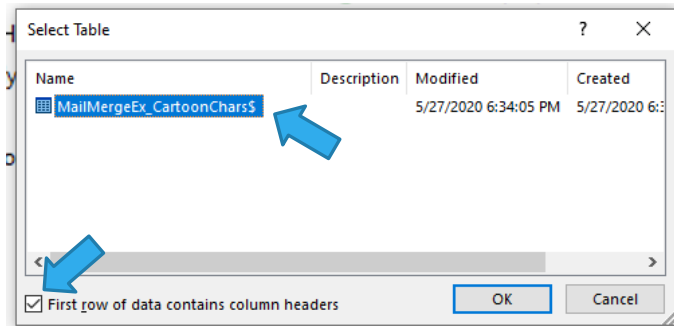 Select Table ? ×
Name Description Modified Created
MailMergeEx_CartoonChars$ 5/27/2020 6:34:05 PM 5/27/2020 6:3
First row of data contains column headers OK Cancel